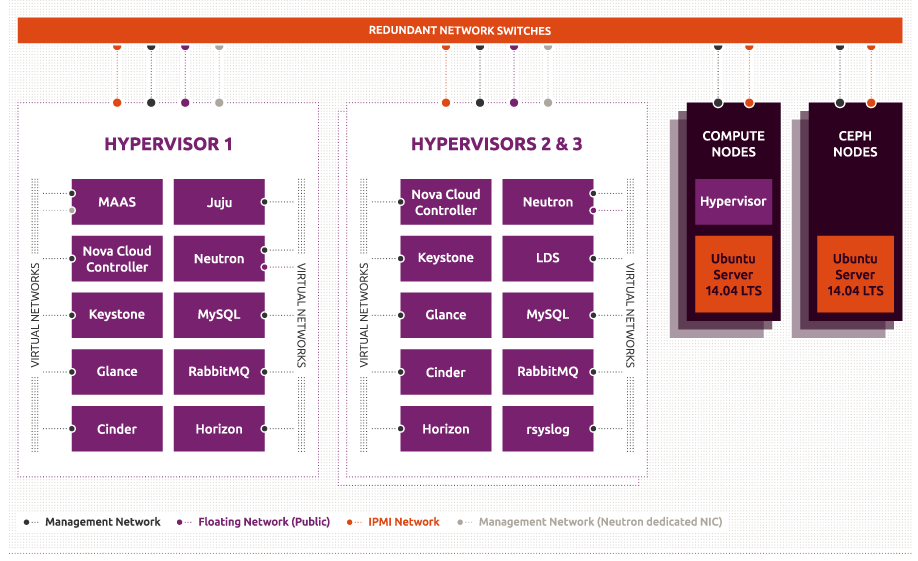 REDUNDANT NETWORK SWITCHES
HYPERVISOR 1
VIRTUAL NETWORKS
MAAS
Juju
Nova Cloud
Controller
Neutron
Keystone
MySQL
Glance
RabbitMQ
Cinder
Horizon
VIRTUAL NETWORKS
HYPERVISORS 2 & 3
VIRTUAL NETWORKS
Nova Cloud
Controller
Neutron
Keystone
LDS
Glance
MySQL
Cinder
RabbitMQ
Horizon
rsyslog
VIRTUAL NETWORKS
COMPUTE
NODES
Hypervisor
Ubuntu
Server
14.04 LTS
CEPH
NODES
Ubuntu
Server
14.04 LTS
Management Network
Floating Network (Public)
IPMI Network
Management Network (Neutron dedicated NIC)